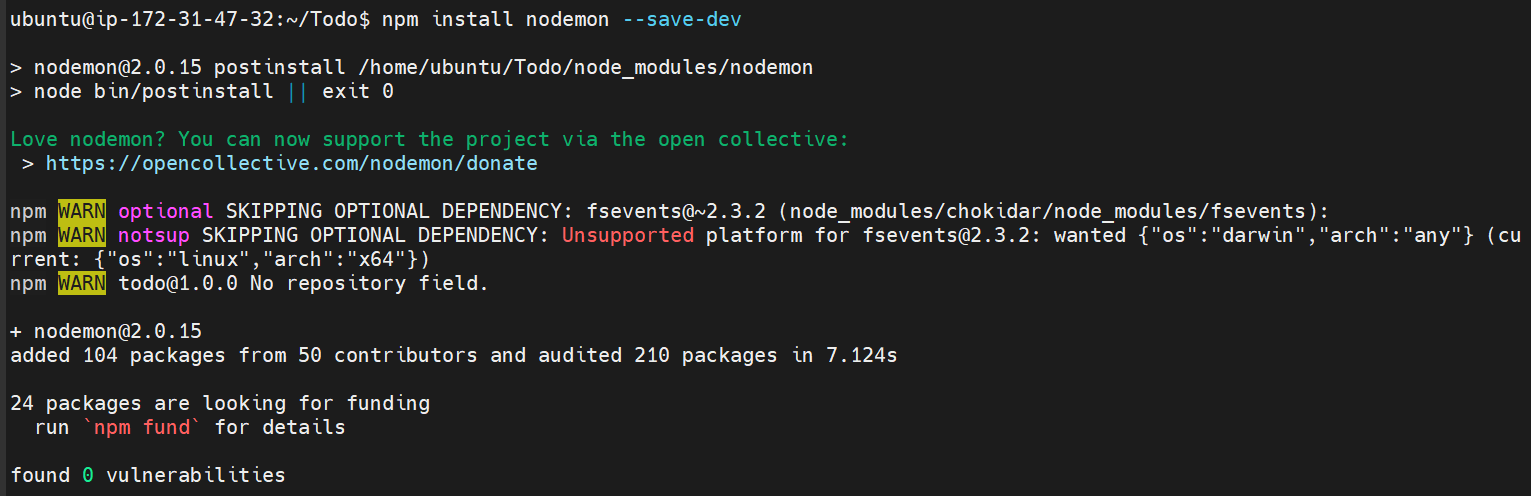 ubuntu@ip-172-31-47-32:~/Todo$ npm install nodemon --save-dev
> nodemon@2.0.15 postinstall /home/ubuntu/Todo/node_modules/nodemon
> node bin/postinstall || exit 0
Love nodemon? You can now support the project via the open collective:
 > https://opencollective.com/nodemon/donate
npm WARN optional SKIPPING OPTIONAL DEPENDENCY: fsevents@~2.3.2 (node_modules/chokidar/node_modules/fsevents):
npm WARN notsup SKIPPING OPTIONAL DEPENDENCY: Unsupported platform for fsevents@2.3.2: wanted {"os":"darwin","arch":"any"} (cu
rrent: {"os":"linux","arch":"x64"})
npm WARN todo@1.0.0 No repository field.
+ nodemon@2.0.15
added 104 packages from 50 contributors and audited 210 packages in 7.124s
24 packages are looking for funding
  run `npm fund` for details
found 0 vulnerabilities